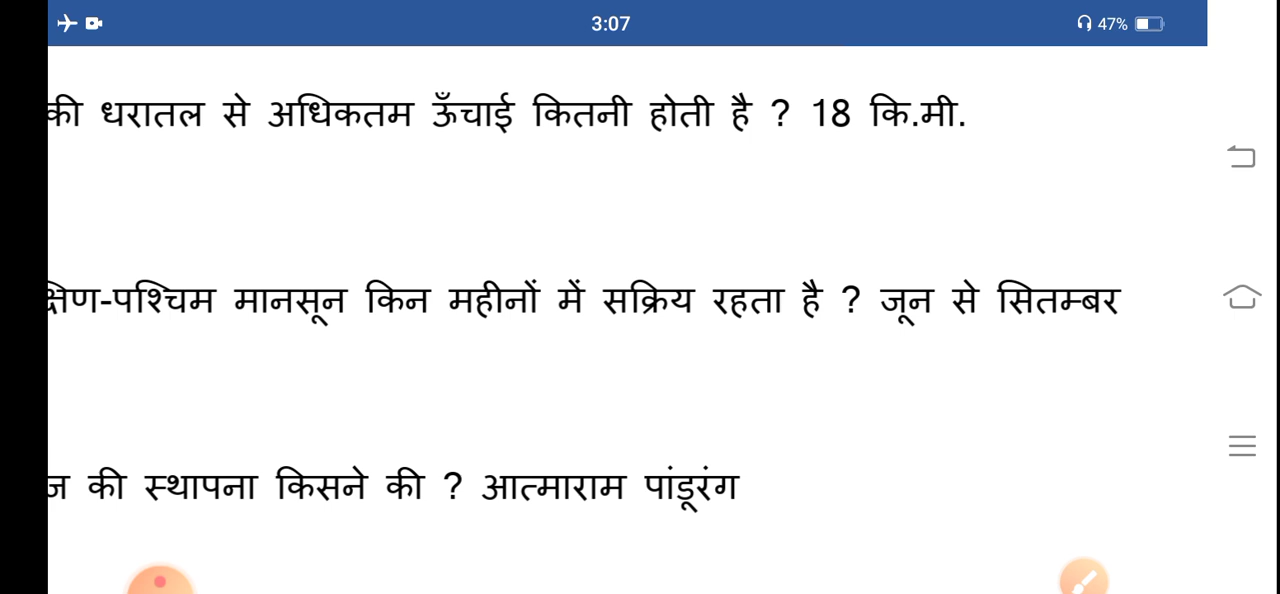 3:07 47%
की धरातल से अधिकतम ऊँचाई कितनी होती है ? 18 कि.मी.
क्षिण-पश्चिम मानसून किन महीनों में सक्रिय रहता है ? जून से सितम्बर
ज की स्थापना किसने की ? आत्माराम पांडूरंग